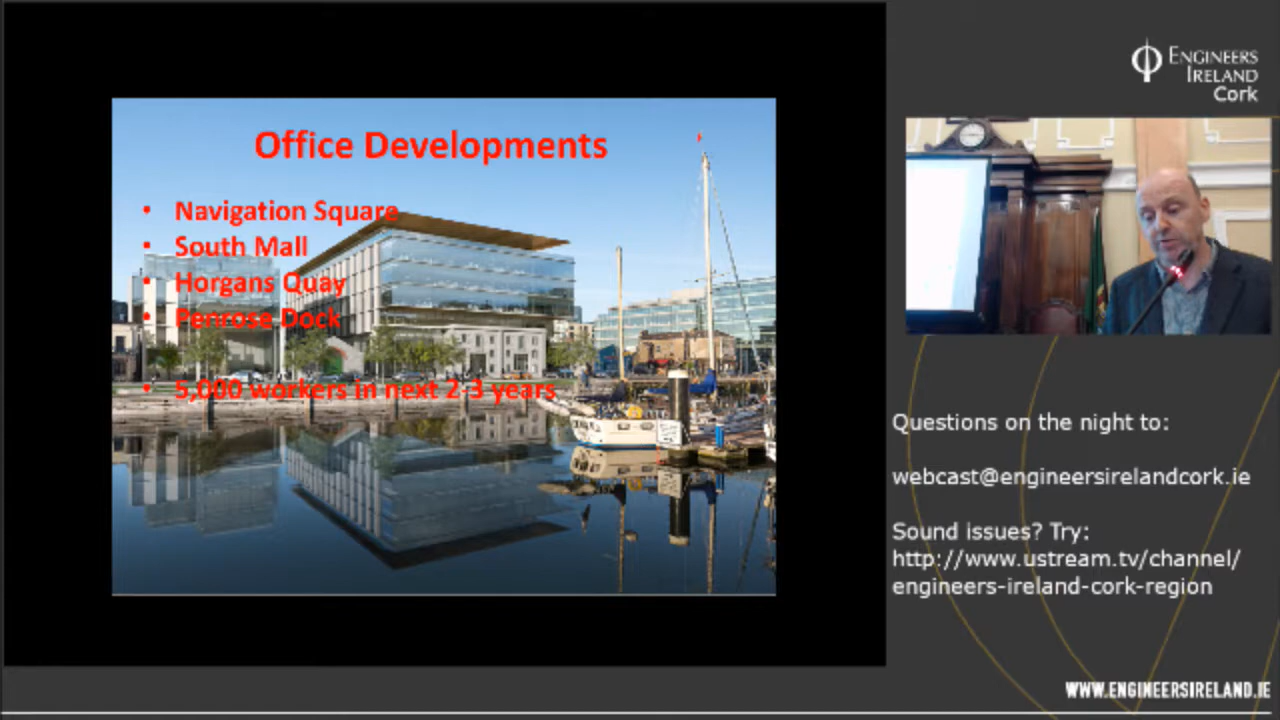 Office Developments
• Navigation Square
• South Mall
• Horgans Quay
• Penrose Dock
• 5,000 workers in next 2-3 years
ENGINEERS
IRELAND
Cork
Questions on the night to:
webcast@engineersirelandcork.ie
Sound issues? Try:
http://www.ustream.tv/channel/
engineers-ireland-cork-region
WWW.ENGINEERSIRELAND.IE